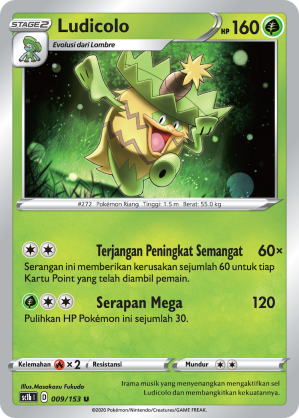 STAGE2
Ludicolo
HP 160
Evolusi dari Lombre
#272 Pokémon Riang Tinggi: 1.5 m Berat: 55.0 kg
Terjangan Peningkat Semangat 60×
Serangan ini memberikan kerusakan sejumlah 60 untuk tiap
Kartu Point yang telah diambil pemain.
Serapan Mega 120
Pulihkan HP Pokémon ini sejumlah 30.
Kelemahan × 2 Resistansi Mundur
Illus. Masakazu Fukuda
sc1b I D 009/153 U
Irama musik yang menyenangkan mengaktifkan sel
Ludicolo dan membangkitkan kekuatannya.
©2020 Pokémon/Nintendo/Creatures/GAME FREAK.